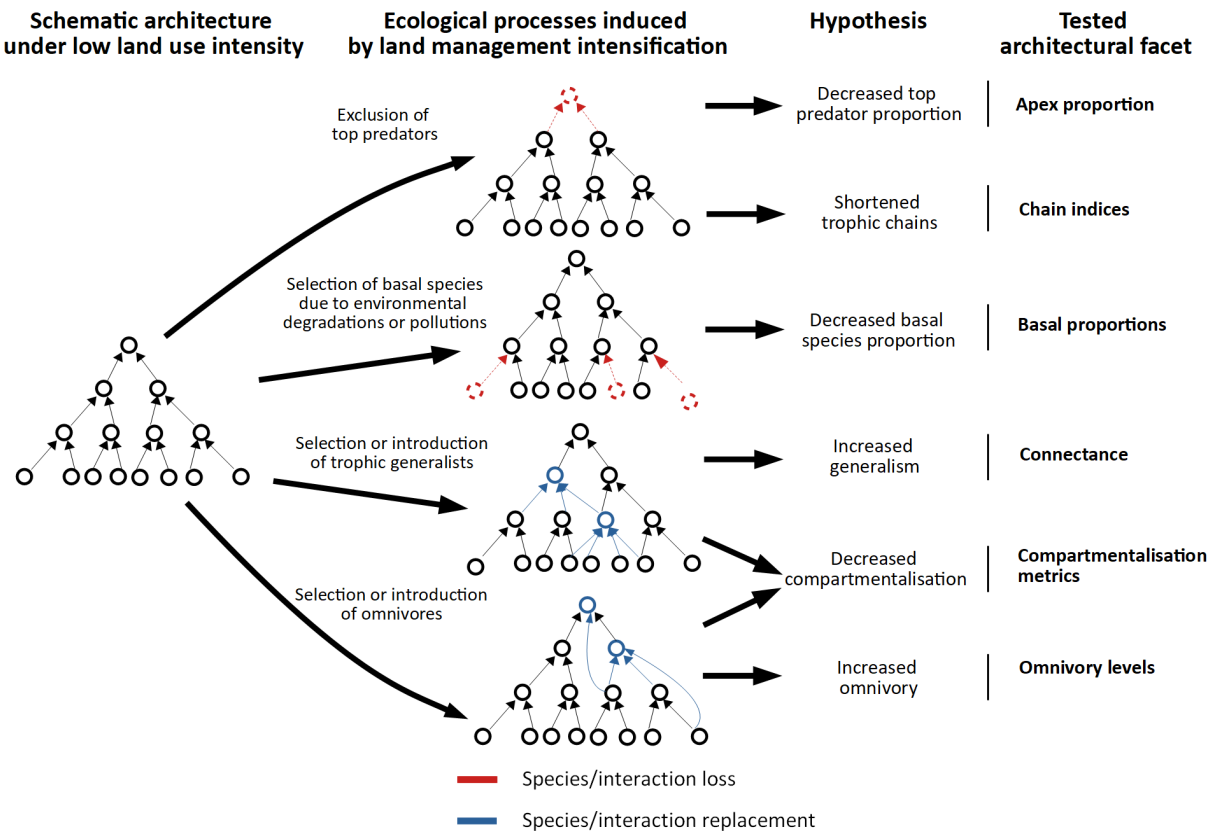 Schematic architecture
under low land use intensity
Ecological processes induced
by land management intensification
Hypothesis
Tested
architectural facet
Exclusion of
top predators
Decreased top
predator proportion
Apex proportion
Shortened
trophic chains
Chain indices
Selection of basal species
due to environmental
degradations or pollutions
Decreased basal
species proportion
Basal proportions
Selection or introduction
of trophic generalists
Increased
generalism
Connectance
Decreased
compartmentalisation
Compartmentalisation
metrics
Selection or introduction
of omnivores
Increased
omnivory
Omnivory levels
Species/interaction loss
Species/interaction replacement